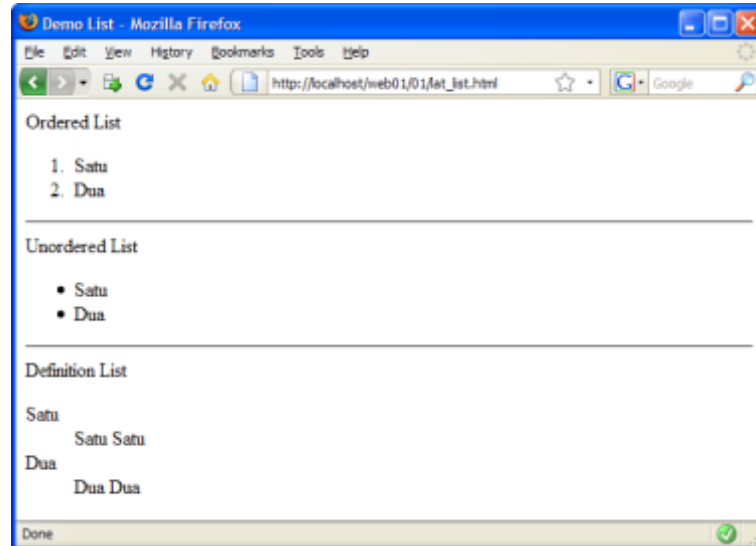 Demo List - Mozilla Firefox
File Edit View History Bookmarks Tools Help
http://localhost/web01/01/lat_list.html G Google
Ordered List
1. Satu
2. Dua
Unordered List
• Satu
• Dua
Definition List
Satu
Satu Satu
Dua
Dua Dua
Done